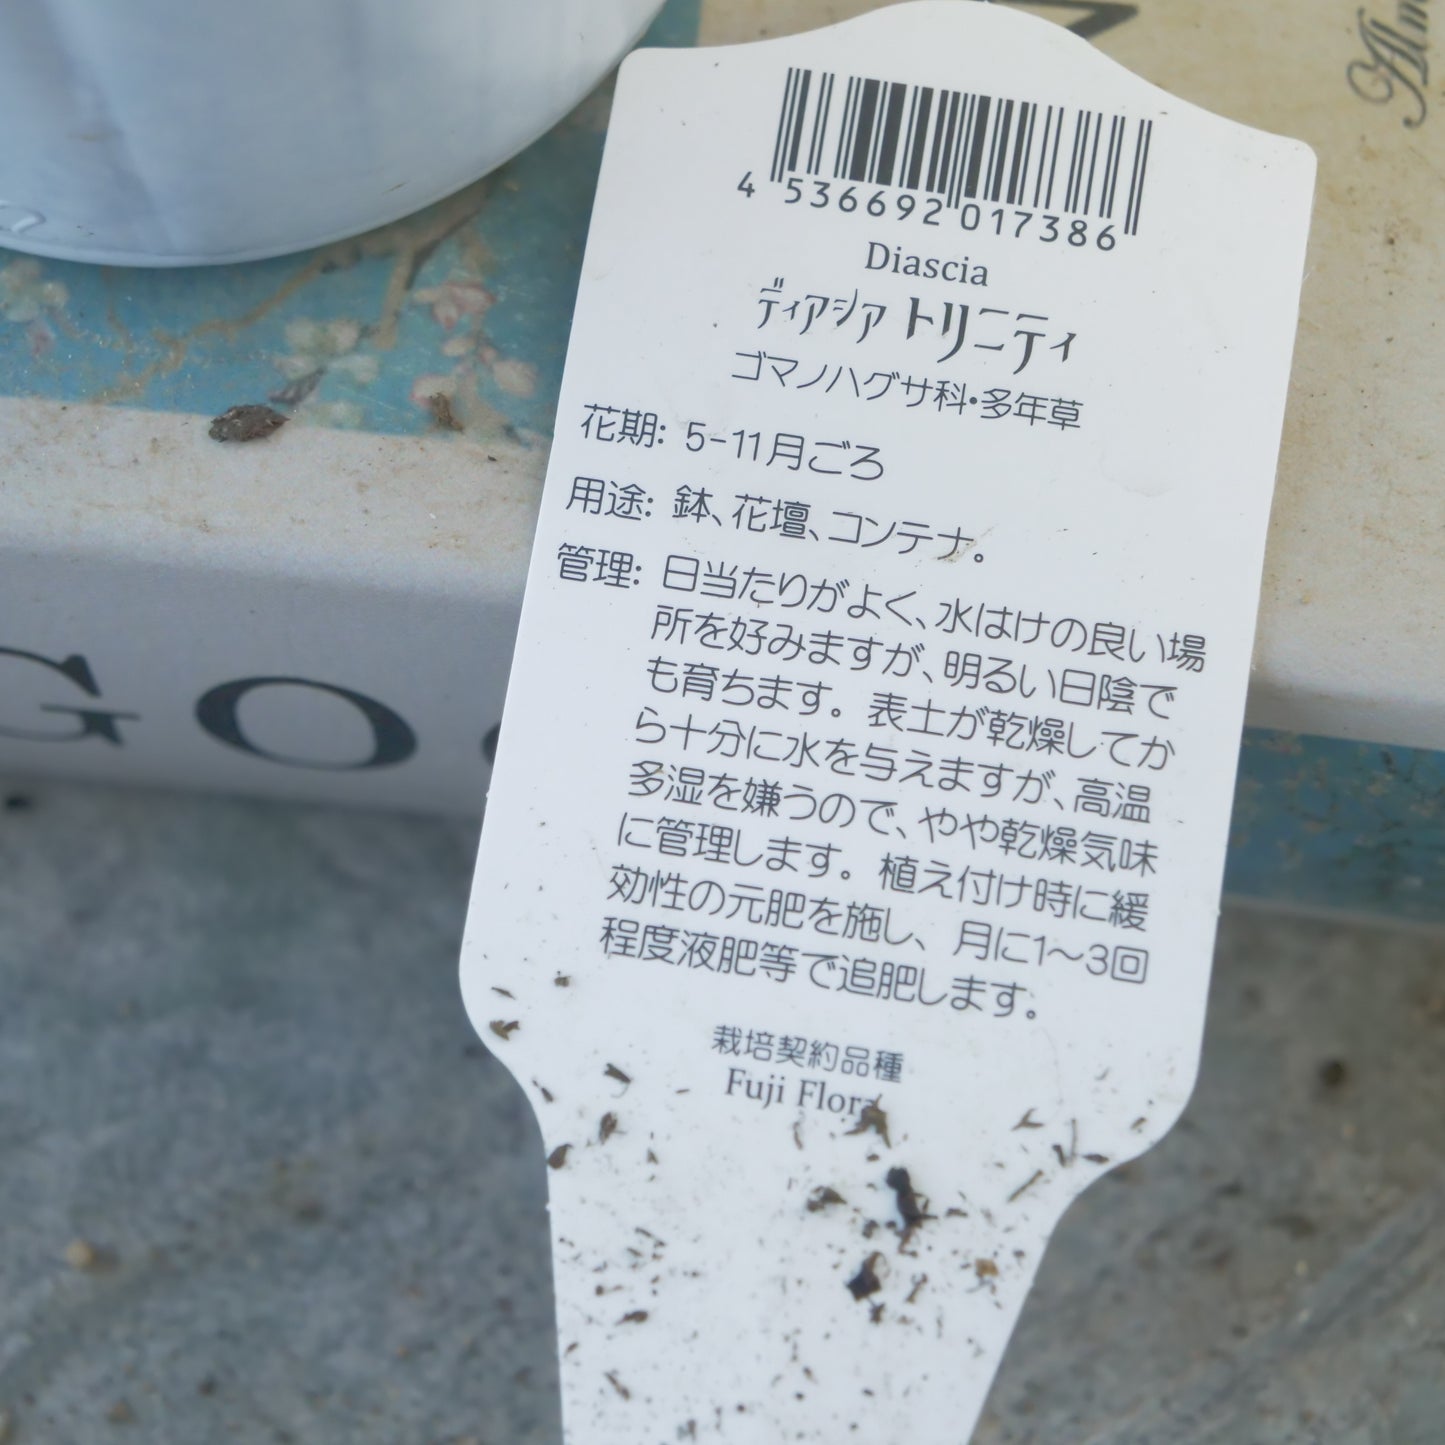 4 536692 017386
Diascia
ディアシア トリニティ
ゴマノハグサ科・多年草
花期: 5-11月ごろ
用途: 鉢、花壇、コンテナ。
管理: 日当たりがよく、水はけの良い場
所を好みますが、明るい日陰で
も育ちます。表土が乾燥してか
ら十分に水を与えますが、高温
多湿を嫌うので、やや乾燥気味
に管理します。植え付け時に緩
効性の元肥を施し、月に1〜3回
程度液肥等で追肥します。
栽培契約品種
Fuji Flora